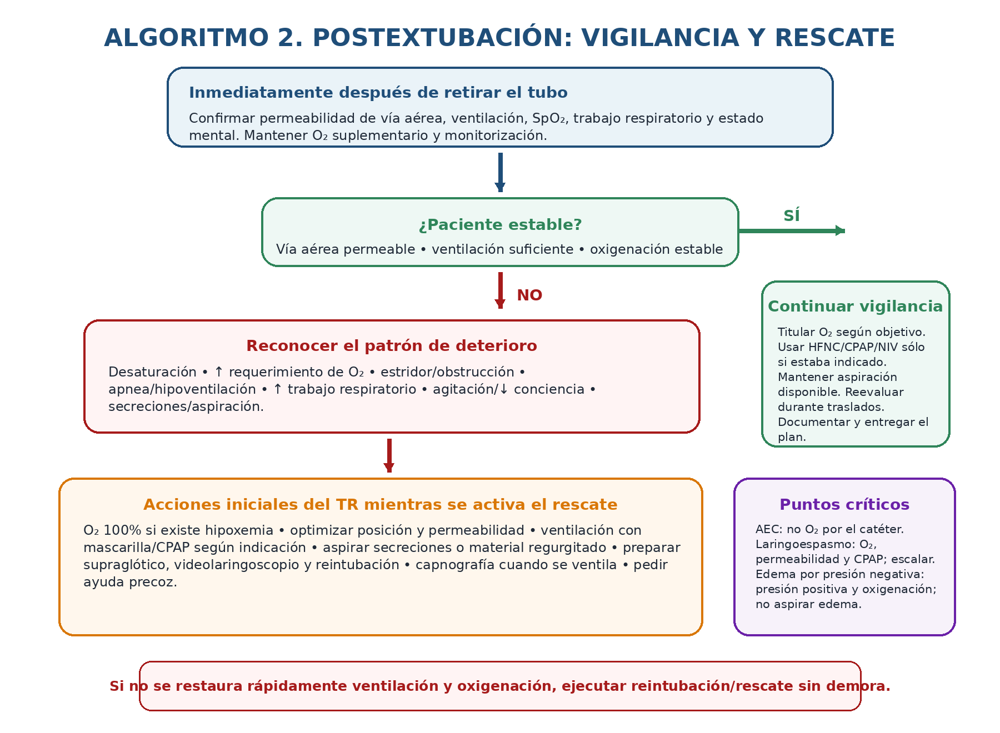 ALGORITMO 2. POSTEXTUBACIÓN: VIGILANCIA Y RESCATE
Inmediatamente después de retirar el tubo
Confirmar permeabilidad de vía aérea, ventilación, SpO₂, trabajo respiratorio y estado
mental. Mantener O₂ suplementario y monitorización.
¿Paciente estable?
Vía aérea permeable • ventilación suficiente • oxigenación estable
SÍ
NO
Continuar vigilancia
Titular O₂ según objetivo.
Usar HFNC/CPAP/NIV sólo
si estaba indicado.
Mantener aspiración
disponible. Reevaluar
durante traslados.
Documentar y entregar el
plan.
Reconocer el patrón de deterioro
Desaturación • ↑ requerimiento de O₂ • estridor/obstrucción •
apnea/hipoventilación • ↑ trabajo respiratorio • agitación/↓ conciencia •
secreciones/aspiración.
Acciones iniciales del TR mientras se activa el rescate
O₂ 100% si existe hipoxemia • optimizar posición y permeabilidad • ventilación con
mascarilla/CPAP según indicación • aspirar secreciones o material regurgitado • preparar
supraglótico, videolaringoscopio y reintubación • capnografía cuando se ventila • pedir
ayuda precoz.
Puntos críticos
AEC: no O₂ por el catéter.
Laringoespasmo: O₂,
permeabilidad y CPAP; escalar.
Edema por presión negativa:
presión positiva y oxigenación;
no aspirar edema.
Si no se restaura rápidamente ventilación y oxigenación, ejecutar reintubación/rescate sin demora.